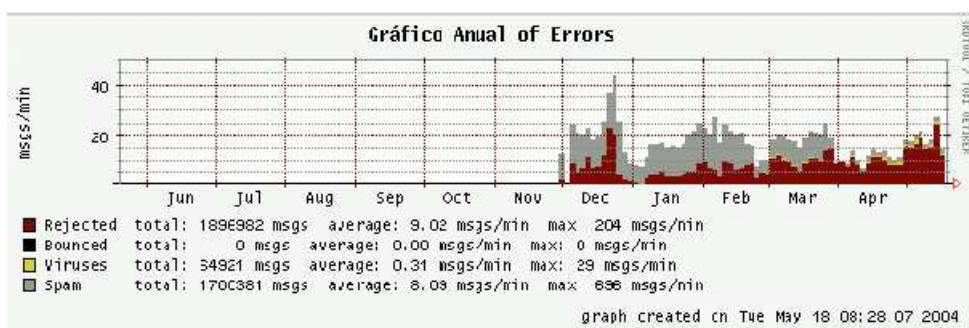 Gráfico Anual of Errors
msgs/min
40
20
Jun Jul Aug Sep Oct Nov Dec Jan Feb Mar Apr
Rejected total: 1896982 msgs average: 9.02 msgs/min max 204 msgs/min
Bounced total: 0 msgs average: 0.00 msgs/min max: 0 msgs/min
Viruses total: 64921 msgs average: 0.31 msgs/min max: 29 msgs/min
Spam total: 1700381 msgs average: 8.09 msgs/min max 698 msgs/min
graph created on Tue May 18 08:28 07 2004
RRDTOOL / TOBI OETIKER